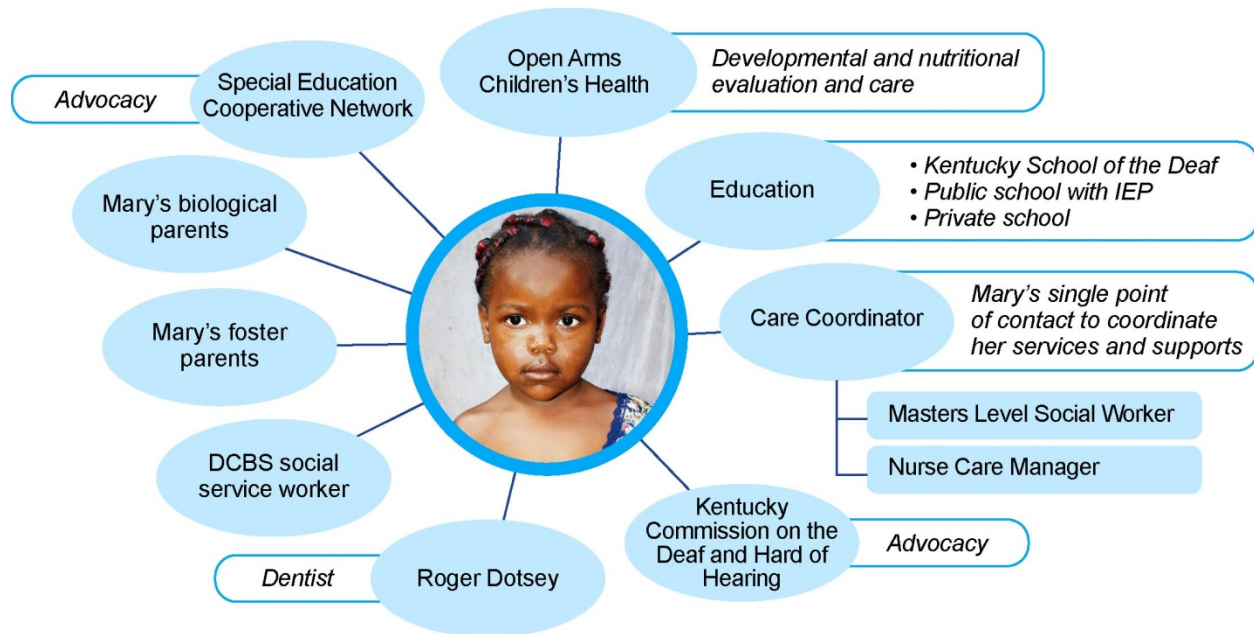 Open Arms
Children's Health
Developmental and nutritional
evaluation and care
Special Education
Cooperative Network
Advocacy
Education
• Kentucky School of the Deaf
• Public school with IEP
• Private school
Mary's biological
parents
Care Coordinator
Mary's single point
of contact to coordinate
her services and supports
Mary's foster
parents
Masters Level Social Worker
Nurse Care Manager
DCBS social
service worker
Kentucky
Commission on the
Deaf and Hard of
Hearing
Advocacy
Dentist
Roger Dotsey